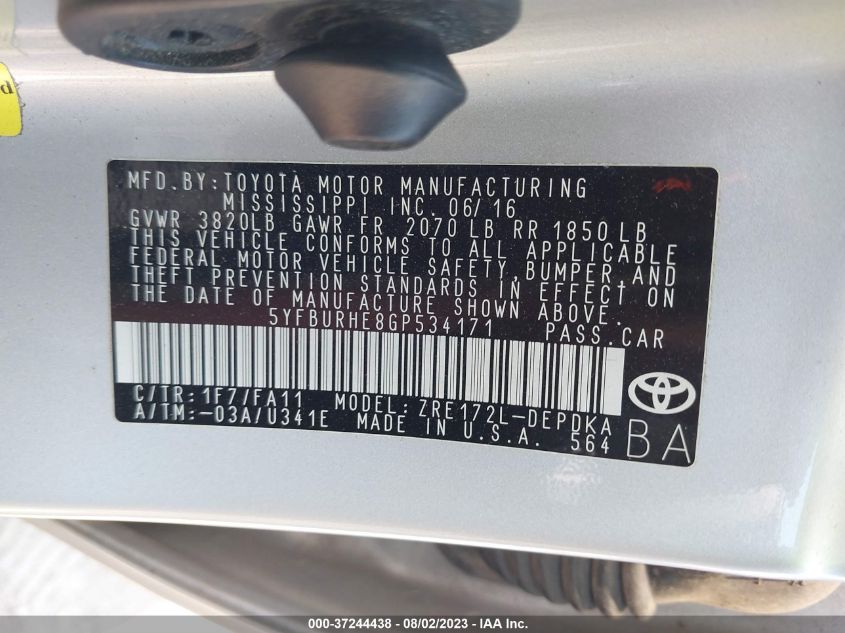 d
MFD. BY: TOYOTA MOTOR MANUFACTURING
MISSISSIPPI INC. 06/16
GVWR 3820LB GAWR FR 2070 LB RR 1850 LB
THIS VEHICLE CONFORMS TO ALL APPLICABLE
FEDERAL MOTOR VEHICLE SAFETY, BUMPER, AND
THEFT PREVENTION STANDARDS IN EFFECT ON
THE DATE OF MANUFACTURE SHOWN ABOVE.
5YFBURHE8GP534171 PASS. CAR
C/TR: 1F7/FA11 MODEL: ZRE172L-DEPDKA
A/TM: -03A/U341E MADE IN U.S.A. 564 BA
000-37244438 - 08/02/2023 - IAA Inc.